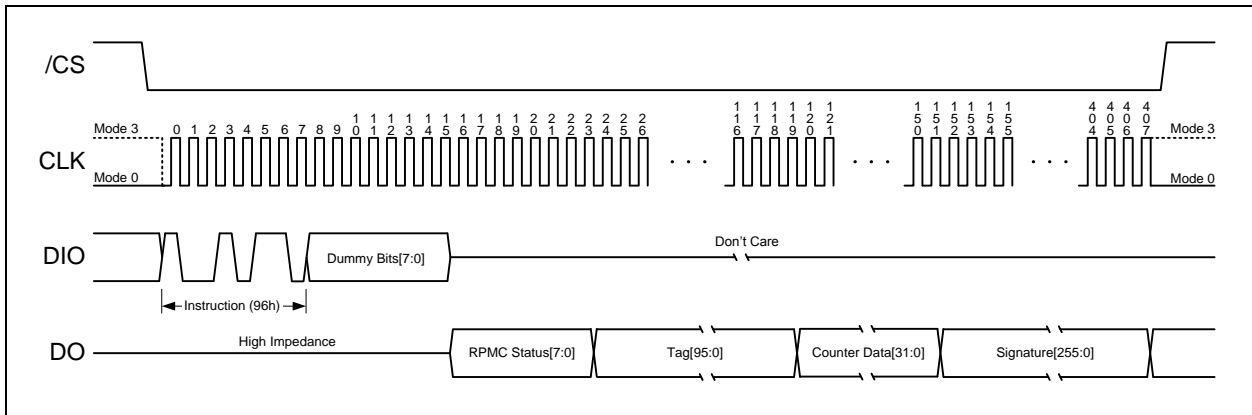 /CS
Mode 3
0 1 2 3 4 5 6 7 8 9 10 11 12 13 14 15 16 17 18 19 20 21 22 23 24 25 26 116 117 118 119 120 121 150 151 152 153 154 155 404 405 406 407
Mode 3
CLK
. . . . . . . . .
Mode 0
Mode 0
DIO
Dummy Bits[7:0]
Don't Care
Instruction (96h)
DO
High Impedance
RPMC Status[7:0]
Tag[95:0]
Counter Data[31:0]
Signature[255:0]